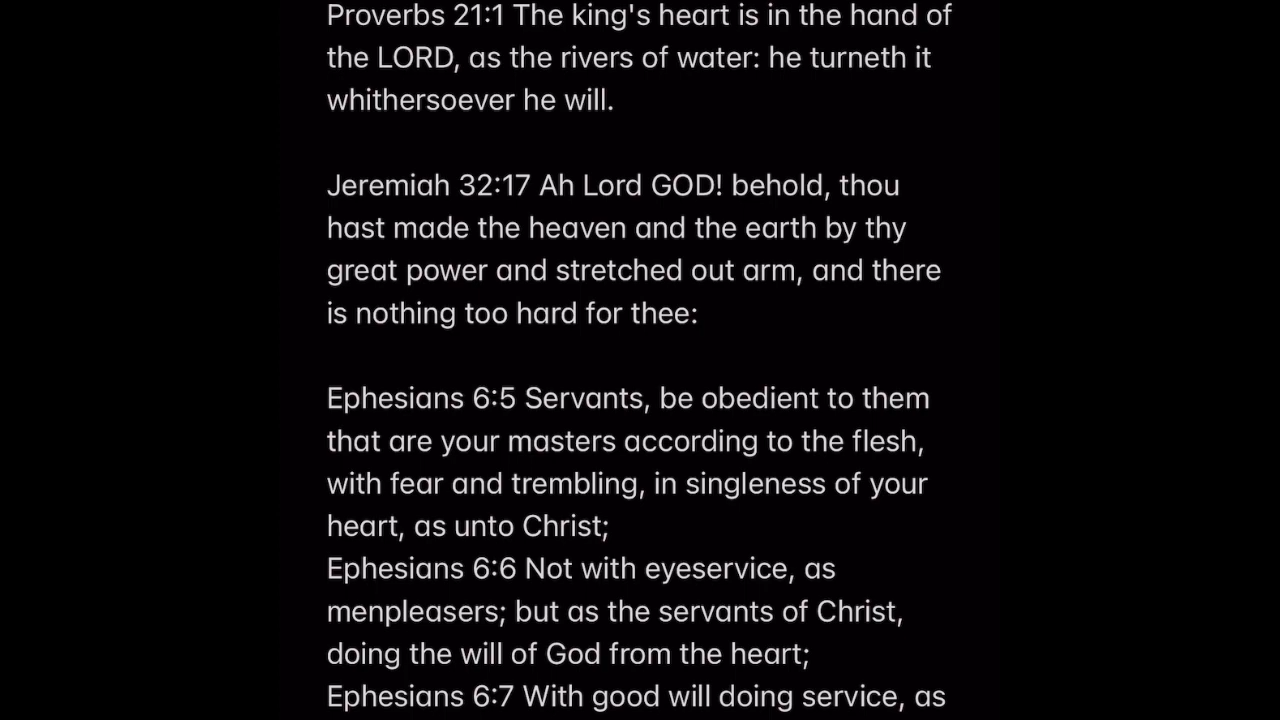 Proverbs 21:1 The king's heart is in the hand of
the LORD, as the rivers of water: he turneth it
whithersoever he will.
Jeremiah 32:17 Ah Lord GOD! behold, thou
hast made the heaven and the earth by thy
great power and stretched out arm, and there
is nothing too hard for thee:
Ephesians 6:5 Servants, be obedient to them
that are your masters according to the flesh,
with fear and trembling, in singleness of your
heart, as unto Christ;
Ephesians 6:6 Not with eyeservice, as
menpleasers; but as the servants of Christ,
doing the will of God from the heart;
Ephesians 6:7 With good will doing service, as